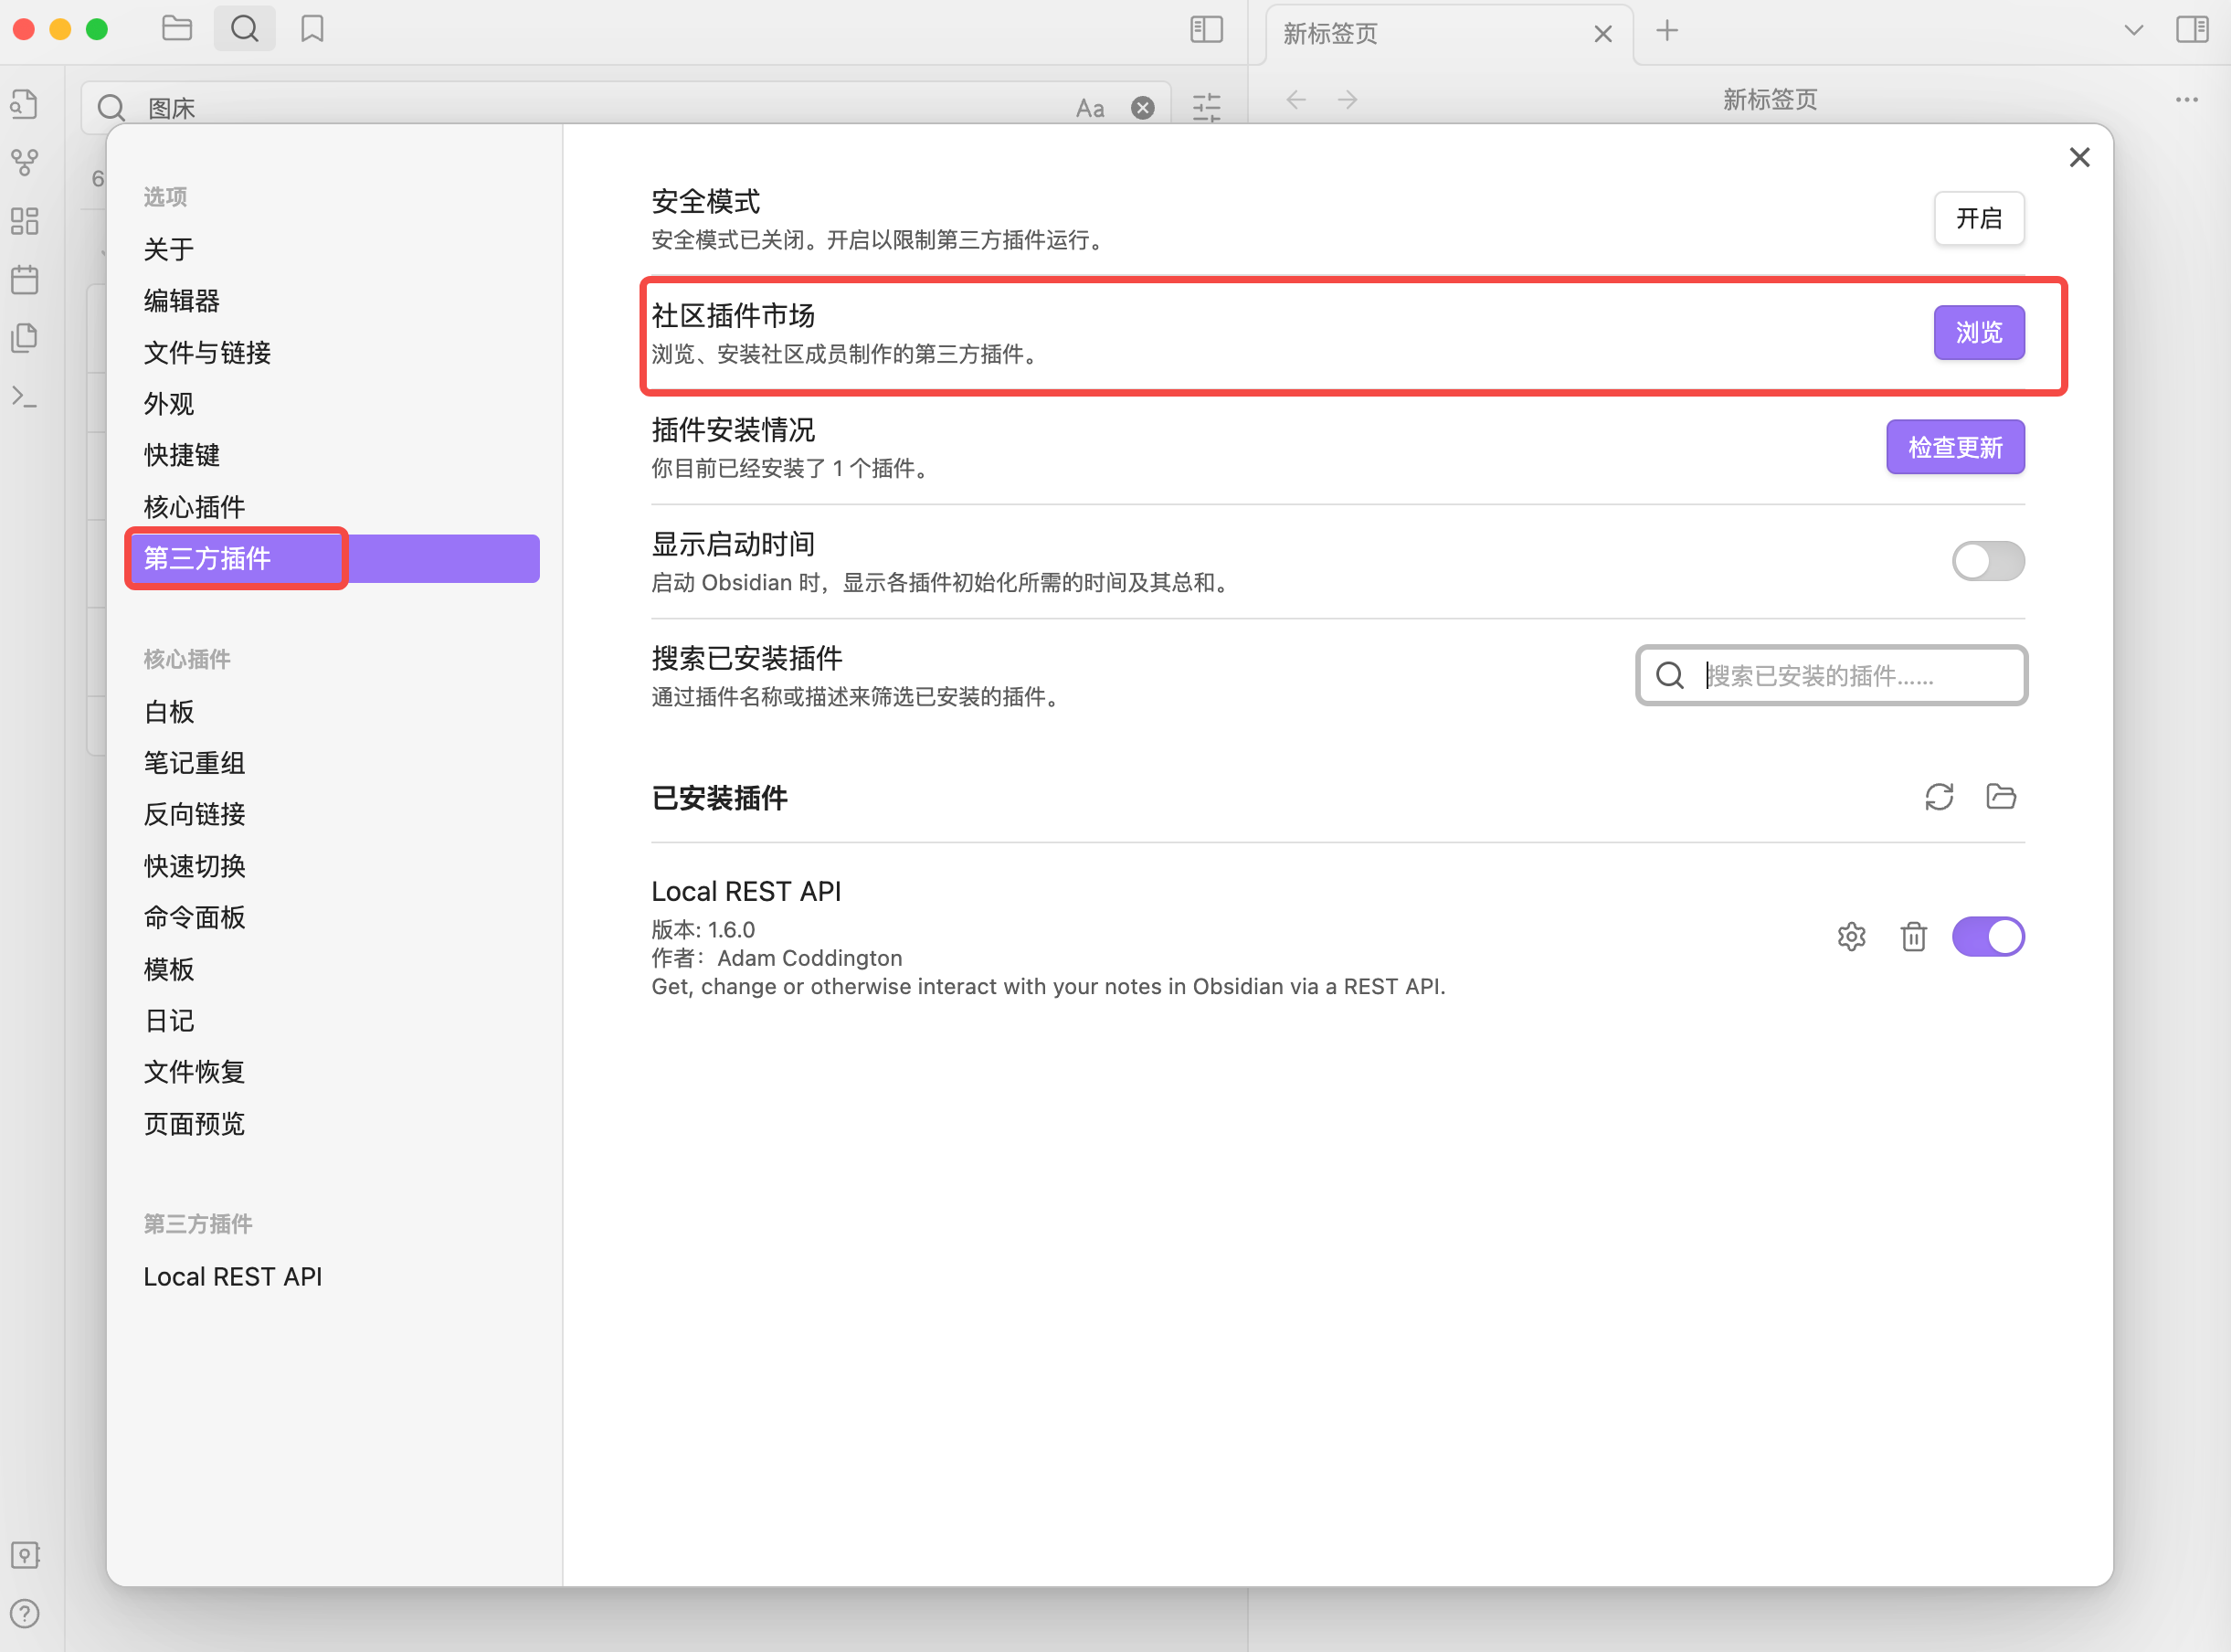 新标签页
图床
Aa
新标签页
6
选项
关于
编辑器
文件与链接
外观
快捷键
核心插件
第三方插件
核心插件
白板
笔记重组
反向链接
快速切换
命令面板
模板
日记
文件恢复
页面预览
第三方插件
Local REST API
安全模式
安全模式已关闭。开启以限制第三方插件运行。
开启
社区插件市场
浏览、安装社区成员制作的第三方插件。
浏览
插件安装情况
你目前已经安装了 1 个插件。
检查更新
显示启动时间
启动 Obsidian 时，显示各插件初始化所需的时间及其总和。
搜索已安装插件
通过插件名称或描述来筛选已安装的插件。
搜索已安装的插件......
已安装插件
Local REST API
版本: 1.6.0
作者：Adam Coddington
Get, change or otherwise interact with your notes in Obsidian via a REST API.